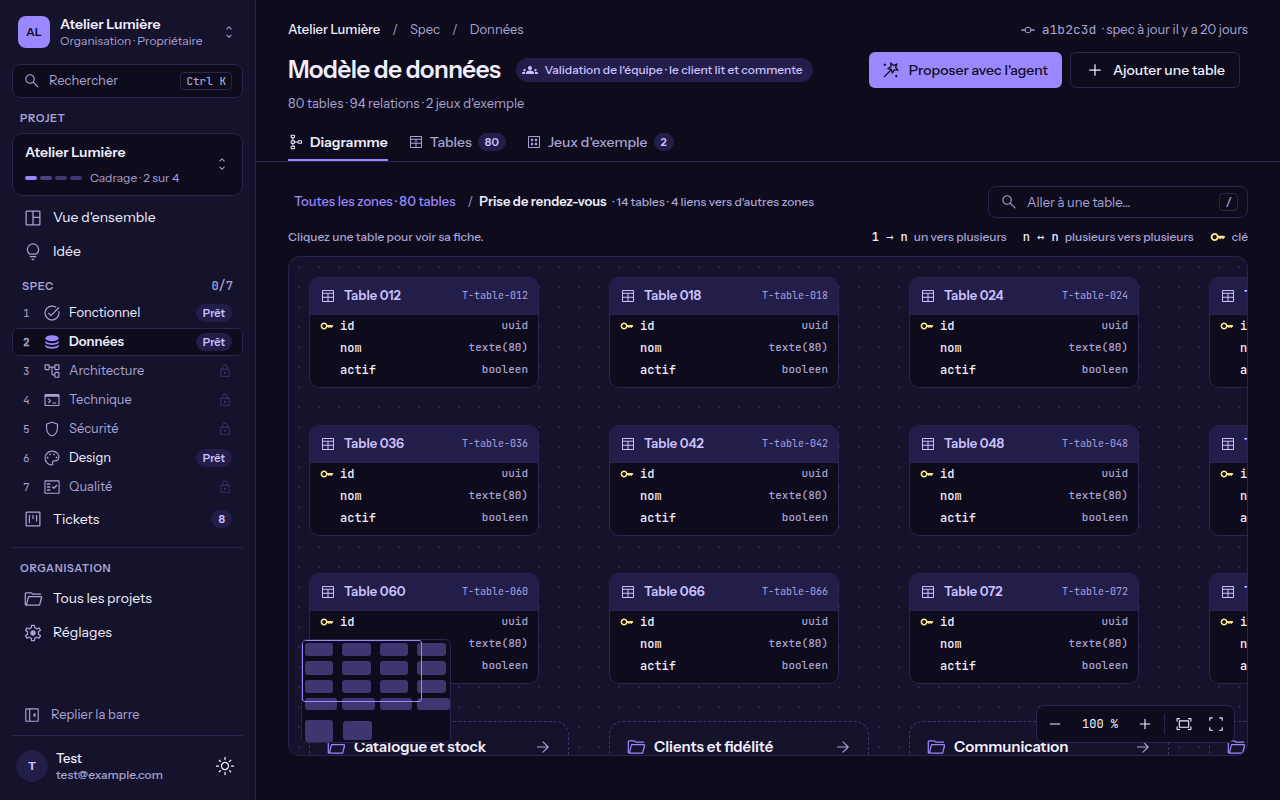 AL
Atelier Lumière
Organisation · Propriétaire
Rechercher
Ctrl K
PROJET
Atelier Lumière
Cadrage · 2 sur 4
Vue d'ensemble
Idée
SPEC 0/7
1 Fonctionnel Prêt
2 Données Prêt
3 Architecture
4 Technique
5 Sécurité
6 Design Prêt
7 Qualité
Tickets 8
ORGANISATION
Tous les projets
Réglages
Replier la barre
T
Test
test@example.com
Atelier Lumière / Spec / Données
a1b2c3d · spec à jour il y a 20 jours
Modèle de données
Validation de l'équipe · le client lit et commente
Proposer avec l'agent
Ajouter une table
80 tables · 94 relations · 2 jeux d'exemple
Diagramme
Tables 80
Jeux d'exemple 2
Toutes les zones · 80 tables / Prise de rendez-vous · 14 tables · 4 liens vers d'autres zones
Aller à une table… /
Cliquez une table pour voir sa fiche.
1 → n un vers plusieurs n ↔ n plusieurs vers plusieurs clé
Table 012 T-table-012
id uuid
nom texte(80)
actif booleen
Table 018 T-table-018
id uuid
nom texte(80)
actif booleen
Table 024 T-table-024
id uuid
nom texte(80)
actif booleen
Table 036 T-table-036
id uuid
nom texte(80)
actif booleen
Table 042 T-table-042
id uuid
nom texte(80)
actif booleen
Table 048 T-table-048
id uuid
nom texte(80)
actif booleen
Table 060 T-table-060
id uuid
texte(80)
booleen
Table 066 T-table-066
id uuid
nom texte(80)
actif booleen
Table 072 T-table-072
id uuid
nom texte(80)
actif booleen
Catalogue et stock
Clients et fidélité
Communication
100 %